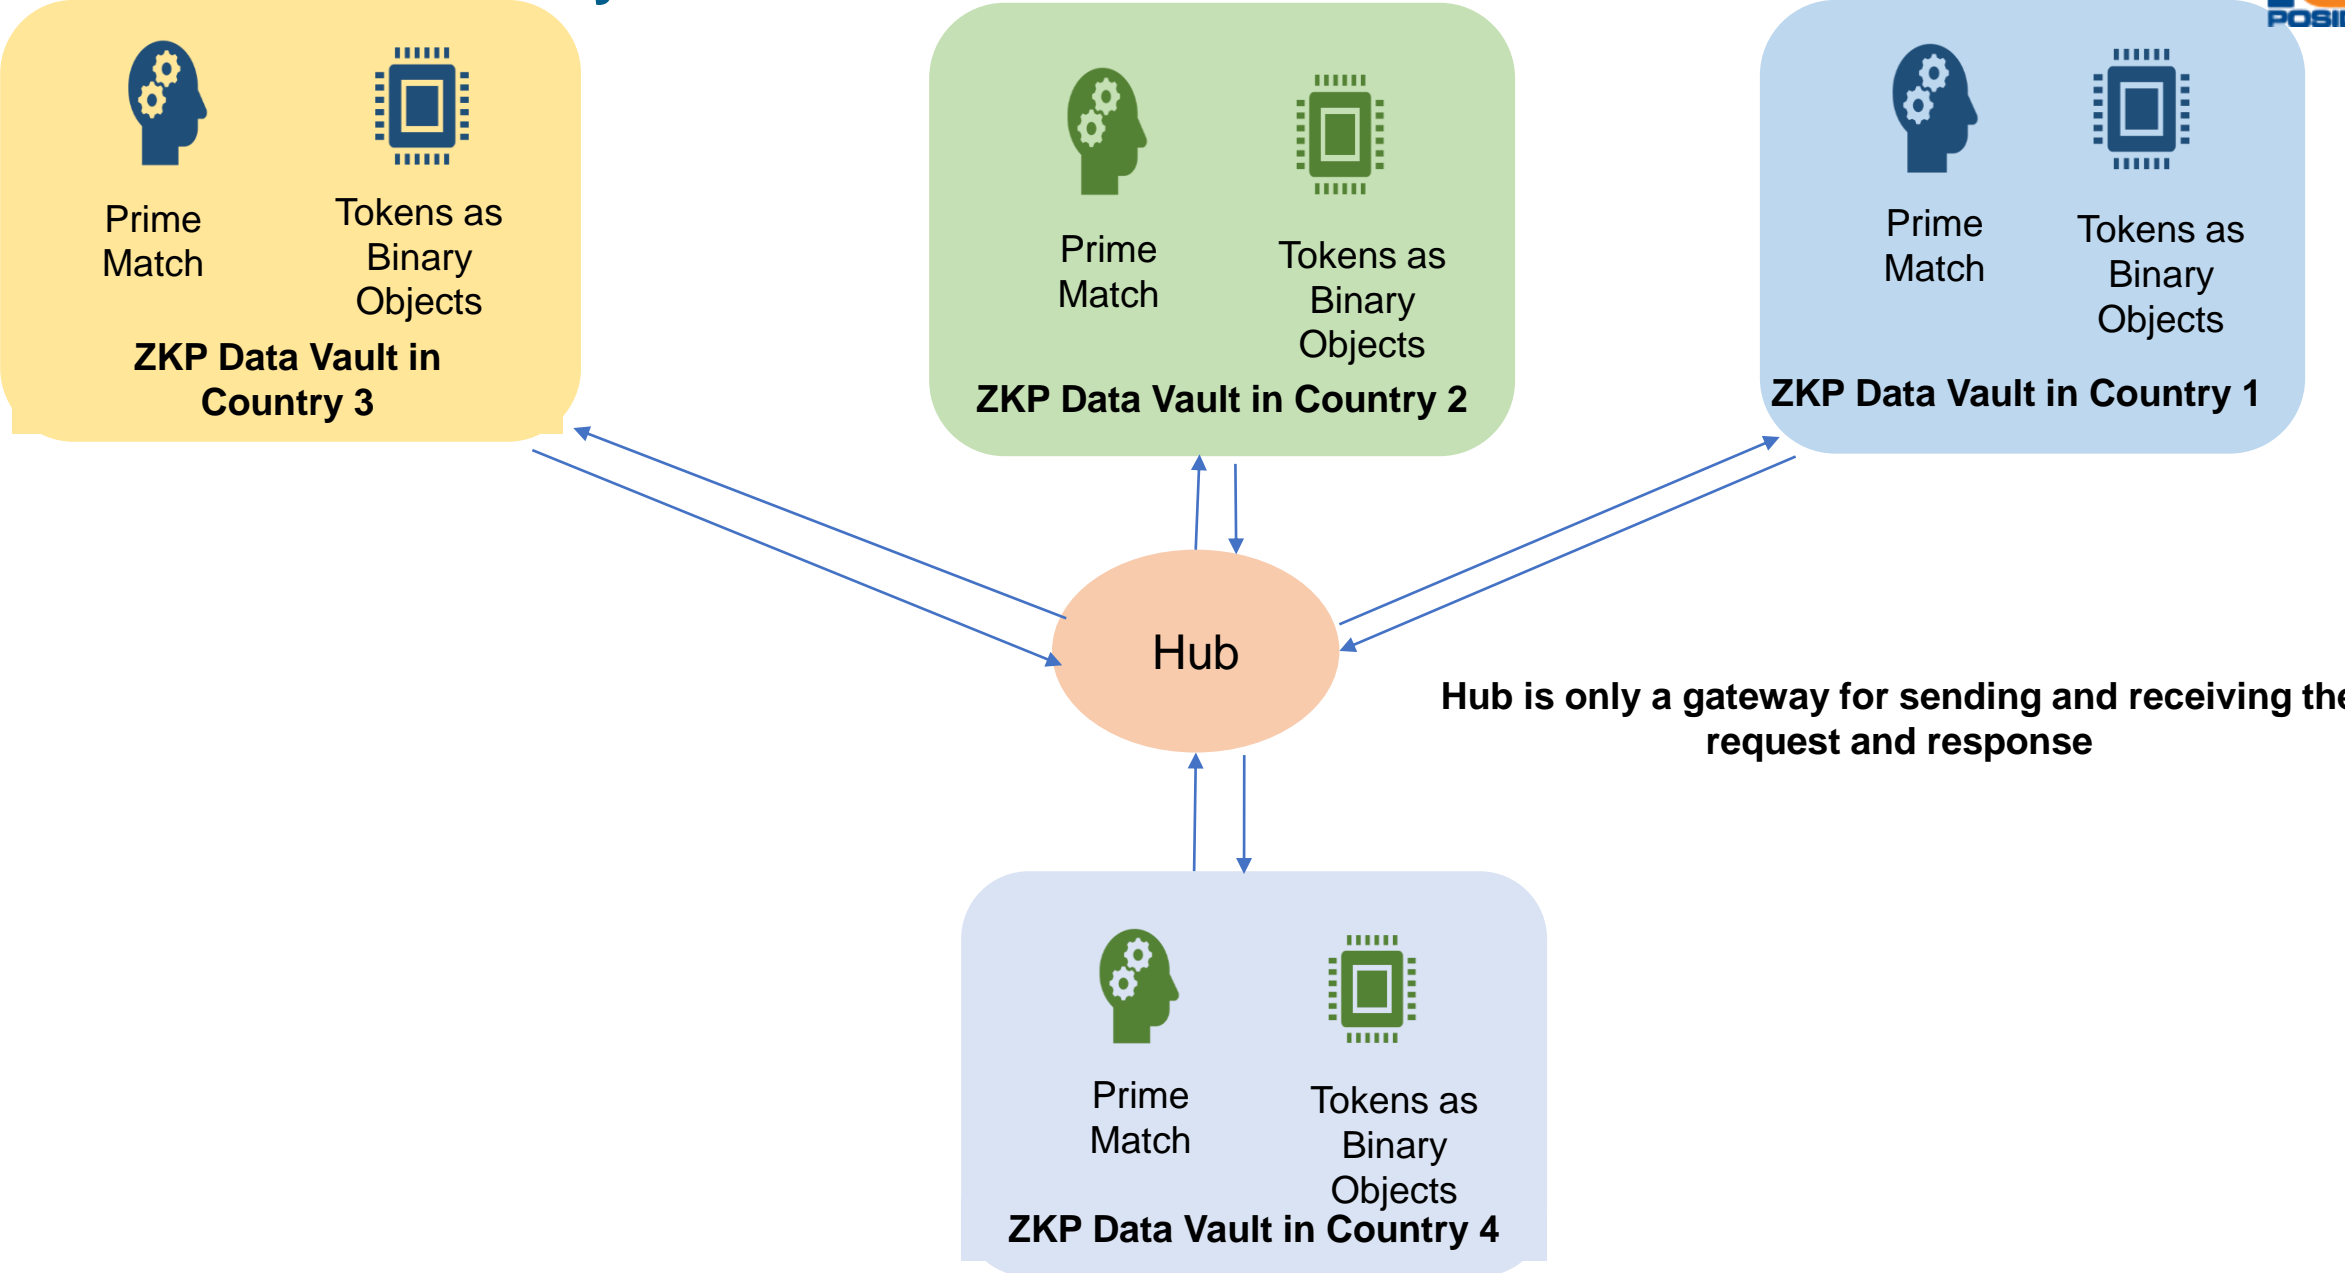 Prime
Match
Tokens as
Binary
Objects
ZKP Data Vault in
Country 3
Prime
Match
Tokens as
Binary
Objects
ZKP Data Vault in Country 2
Prime
Match
Tokens as
Binary
Objects
ZKP Data Vault in Country 1
Hub
Hub is only a gateway for sending and receiving the
request and response
Prime
Match
Tokens as
Binary
Objects
ZKP Data Vault in Country 4